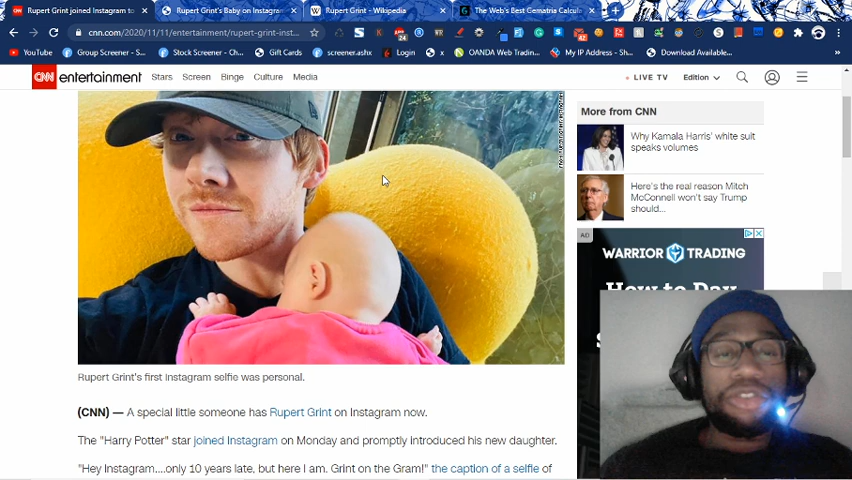 Rupert Grint joined Instagram to
Rupert Grint's Baby on Instagram
Rupert Grint - Wikipedia
The Web's Best Gematria Calcula
cnn.com/2020/11/11/entertainment/rupert-grint-inst...
YouTube
Group Screener - S...
Stock Screener - Ch...
Gift Cards
screener.ashx
Login
x
OANDA Web Trading...
My IP Address - Sh...
Download Available...
CNN entertainment
Stars Screen Binge Culture Media
LIVE TV
Edition
More from CNN
Why Kamala Harris' white suit
speaks volumes
Here's the real reason Mitch
McConnell won't say Trump
should...
AD
WARRIOR TRADING
How to Day
Rupert Grint's first Instagram selfie was personal.
(CNN) — A special little someone has Rupert Grint on Instagram now.
The "Harry Potter" star joined Instagram on Monday and promptly introduced his new daughter.
"Hey Instagram....only 10 years late, but here I am. Grint on the Gram!" the caption of a selfie of